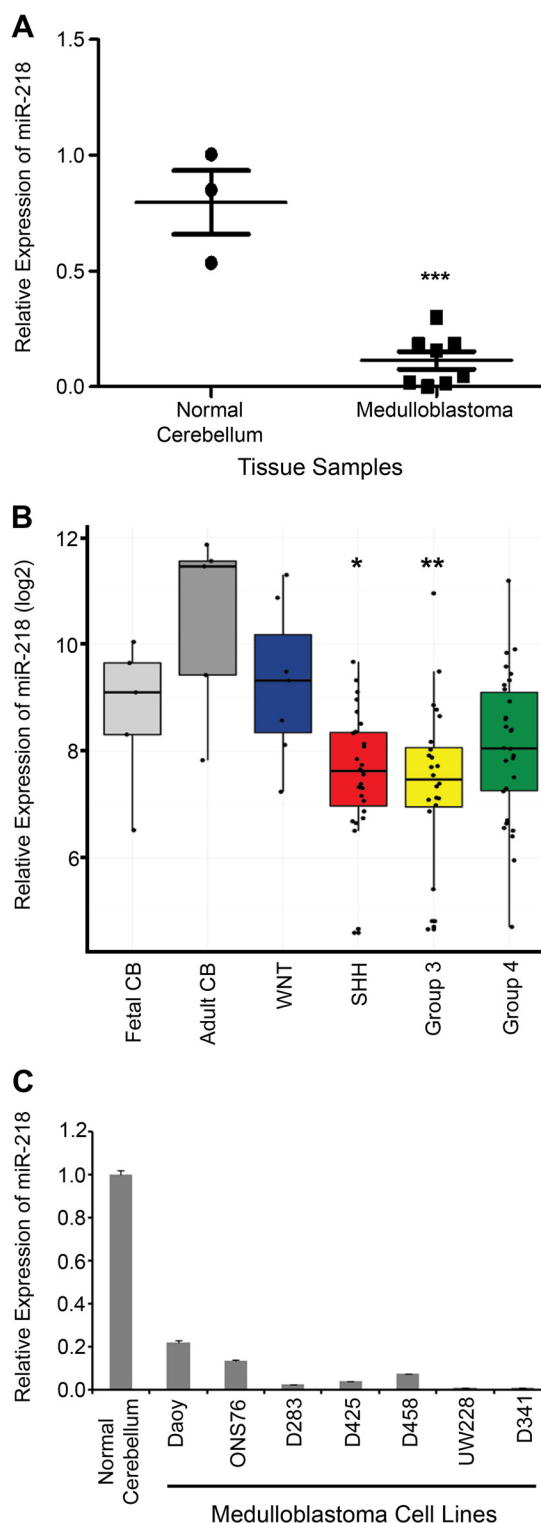 A
Relative Expression of miR-218
1.5
1.0
0.5
0.0
***
Normal
Cerebellum
Medulloblastoma
Tissue Samples
B
Relative Expression of miR-218 (log2)
12
10
8
6
*
**
Fetal CB
Adult CB
WNT
SHH
Group 3
Group 4
C
Relative Expression of miR-218
1.2
1.0
0.8
0.6
0.4
0.2
0.0
Normal
Cerebellum
Daoy
ONS76
D283
D425
D458
UW228
D341
Medulloblastoma Cell Lines